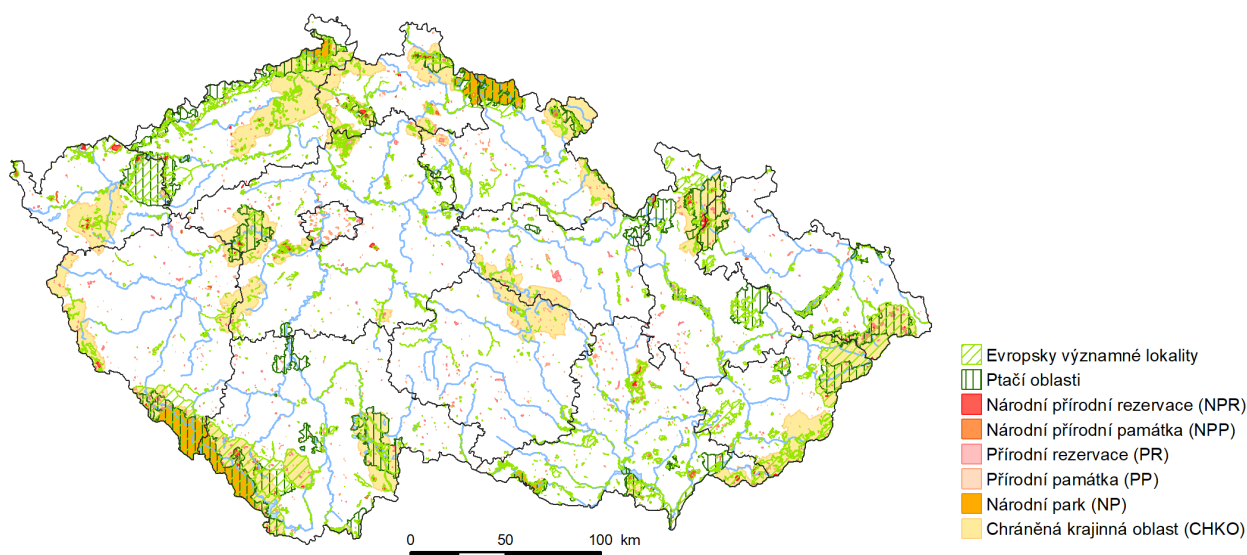 Evropsky významné lokality
Ptačí oblasti
Národní přírodní rezervace (NPR)
Národní přírodní památka (NPP)
Přírodní rezervace (PR)
Přírodní památka (PP)
Národní park (NP)
Chráněná krajinná oblast (CHKO)
0 50 100 km